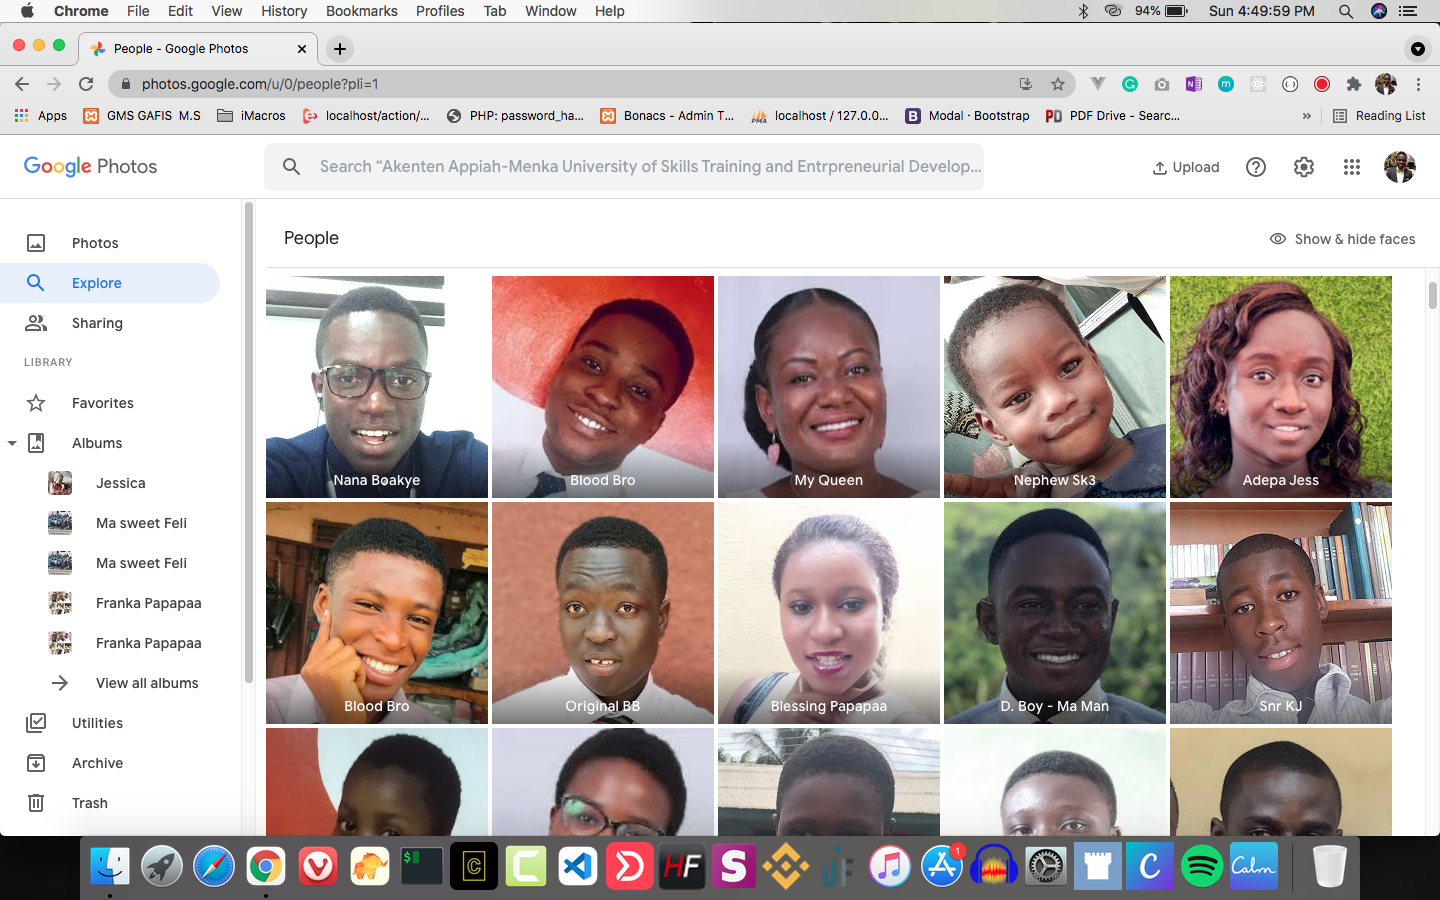 Chrome File Edit View History Bookmarks Profiles Tab Window Help 94% Sun 4:49:59 PM
People - Google Photos
photos.google.com/u/0/people?pli=1
Apps GMS GAFIS M.S iMacros localhost/action/... PHP: password_ha... Bonacs - Admin T... localhost / 127.0.0... Modal · Bootstrap PDF Drive - Searc... » Reading List
Google Photos
Search “Akenten Appiah-Menka University of Skills Training and Entrpreneurial Develop...
Upload
Photos
Explore
Sharing
LIBRARY
Favorites
Albums
Jessica
Ma sweet Feli
Ma sweet Feli
Franka Papapaa
Franka Papapaa
View all albums
Utilities
Archive
Trash
People
Show & hide faces
Nana Boakye
Blood Bro
My Queen
Nephew Sk3
Adepa Jess
Blood Bro
Original BB
Blessing Papapaa
D. Boy - Ma Man
Snr KJ
$
C
HF
S
1
C
Calm